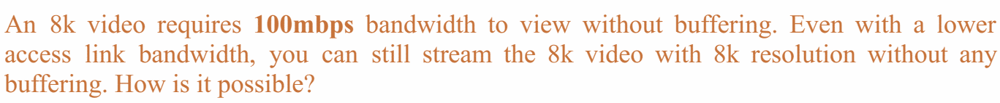 An 8k video requires 100mbps bandwidth to view without buffering. Even with a lower
access link bandwidth, you can still stream the 8k video with 8k resolution without any
buffering. How is it possible?